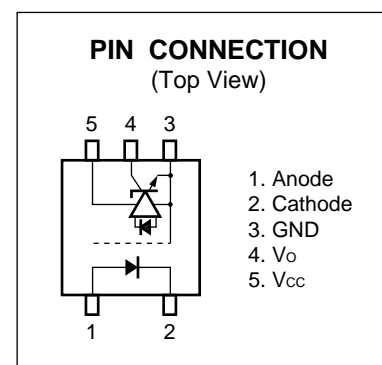 PIN CONNECTION
(Top View)
5 4 3
1. Anode
2. Cathode
3. GND
4. Vo
5. Vcc
1 2